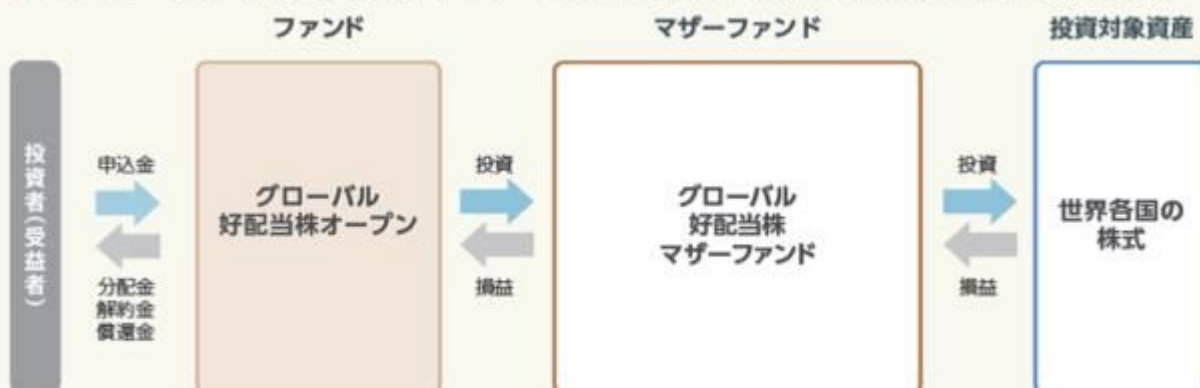 ファンド
マザーファンド
投資対象資産
投資者(受益者)
申込金
分配金
解約金
償還金
グローバル
好配当株オープン
投資
損益
グローバル
好配当株
マザーファンド
投資
損益
世界各国の
株式